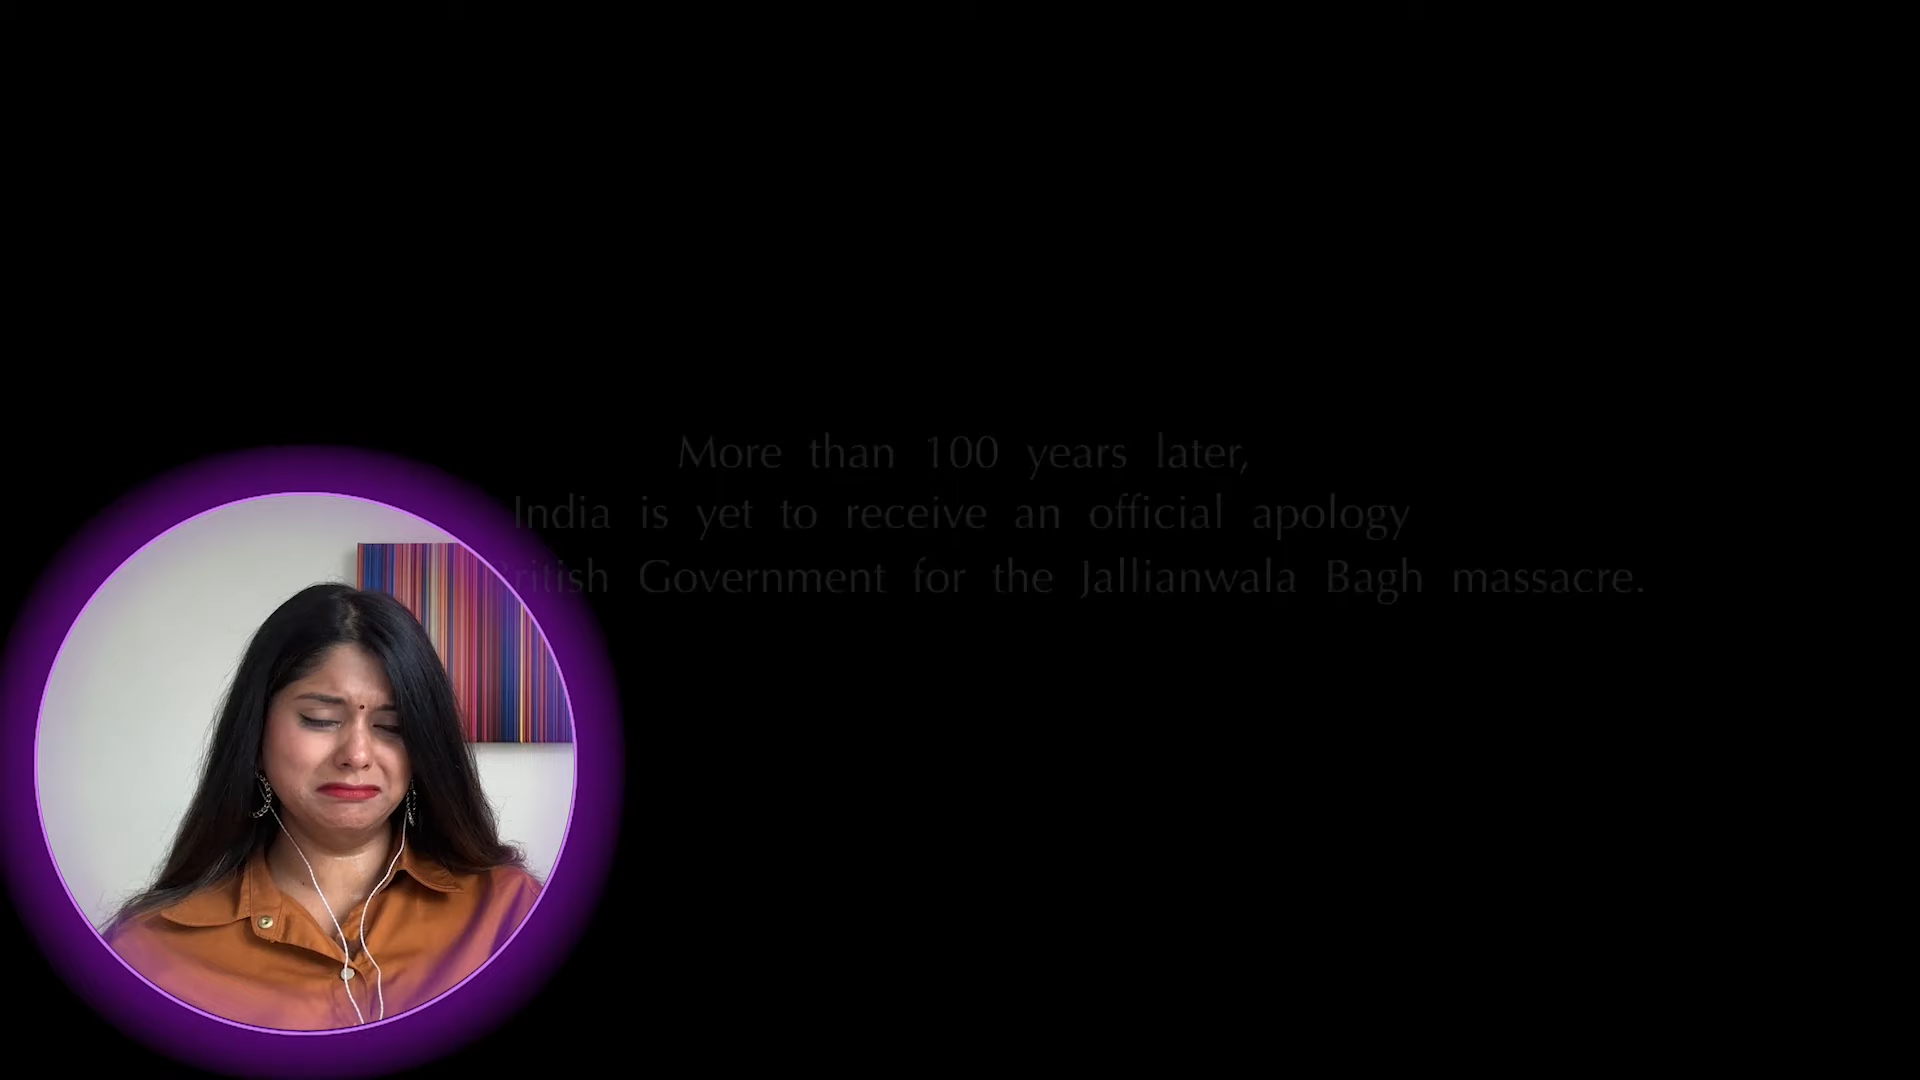 More than 100 years later,
India is yet to receive an official apology
British Government for the Jallianwala Bagh massacre.